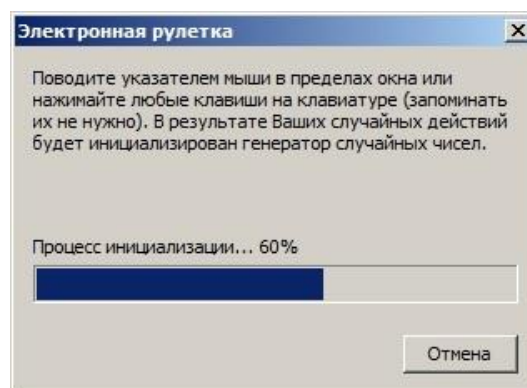 Электронная рулетка
Поводите указателем мыши в пределах окна или
нажимайте любые клавиши на клавиатуре (запоминать
их не нужно). В результате Ваших случайных действий
будет инициализирован генератор случайных чисел.
Процесс инициализации... 60%
Отмена